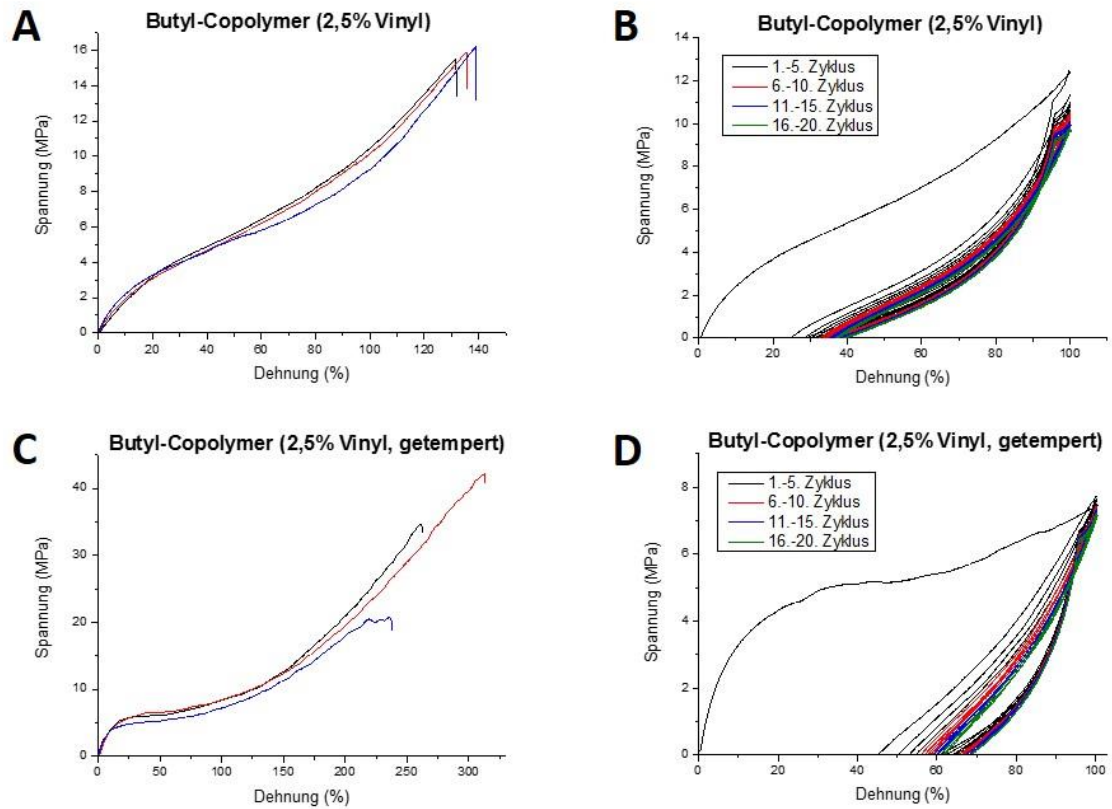 A
Butyl-Copolymer (2,5% Vinyl)
16
14
12
10
8
6
4
2
0
Spannung (MPa)
0 20 40 60 80 100 120 140
Dehnung (%)
B
Butyl-Copolymer (2,5% Vinyl)
14
12
10
8
6
4
2
0
Spannung (MPa)
1.-5. Zyklus
6.-10. Zyklus
11.-15. Zyklus
16.-20. Zyklus
0 20 40 60 80 100
Dehnung (%)
C
Butyl-Copolymer (2,5% Vinyl, getempert)
40
30
20
10
0
Spannung (MPa)
0 50 100 150 200 250 300
Dehnung (%)
D
Butyl-Copolymer (2,5% Vinyl, getempert)
8
6
4
2
0
Spannung (MPa)
1.-5. Zyklus
6.-10. Zyklus
11.-15. Zyklus
16.-20. Zyklus
0 20 40 60 80 100
Dehnung (%)